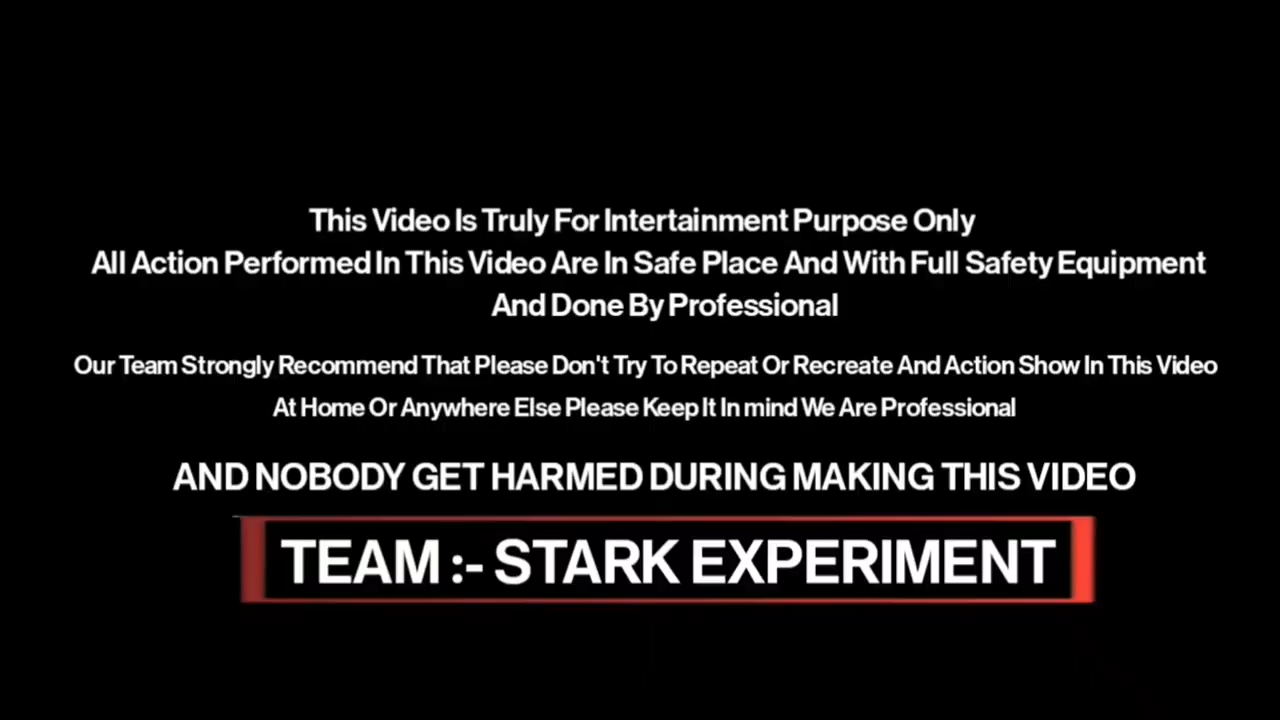 This Video Is Truly For Intertainment Purpose Only
All Action Performed In This Video Are In Safe Place And With Full Safety Equipment
And Done By Professional
Our Team Strongly Recommend That Please Don't Try To Repeat Or Recreate And Action Show In This Video
At Home Or Anywhere Else Please Keep It In mind We Are Professional
AND NOBODY GET HARMED DURING MAKING THIS VIDEO
TEAM :- STARK EXPERIMENT